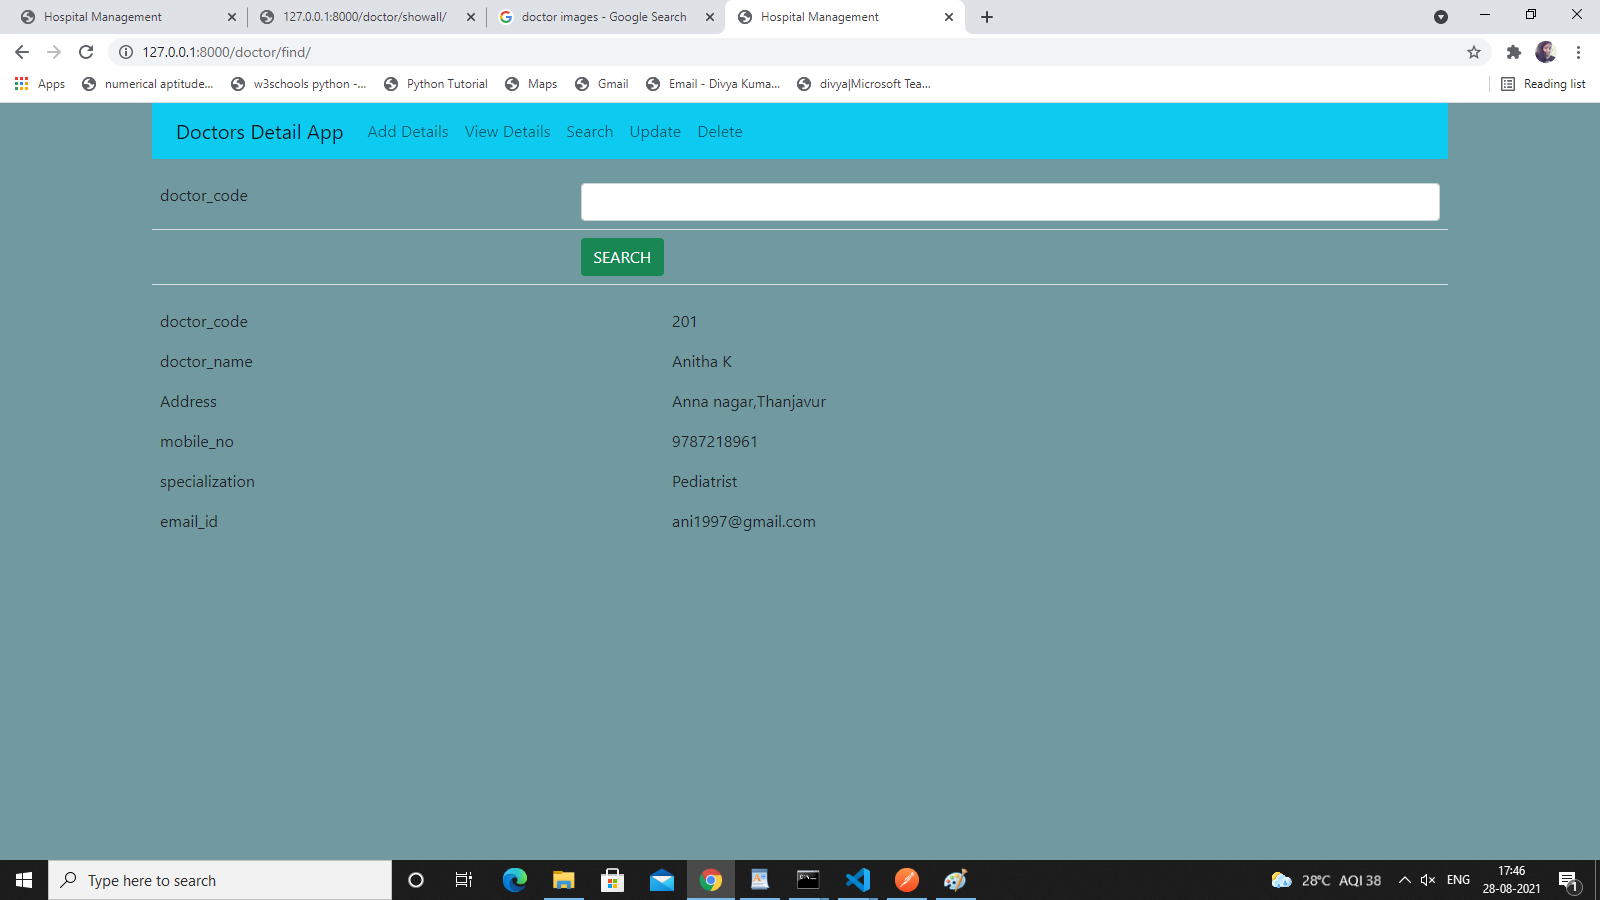 Hospital Management
127.0.0.1:8000/doctor/showall/
doctor images - Google Search
Hospital Management
127.0.0.1:8000/doctor/find/
Apps
numerical aptitude...
w3schools python -...
Python Tutorial
Maps
Gmail
Email - Divya Kuma...
divya|Microsoft Tea...
Reading list
Doctors Detail App Add Details View Details Search Update Delete
doctor_code
SEARCH
doctor_code 201
doctor_name Anitha K
Address Anna nagar,Thanjavur
mobile_no 9787218961
specialization Pediatrist
email_id ani1997@gmail.com
Type here to search
28°C AQI 38
ENG
17:46
28-08-2021
1